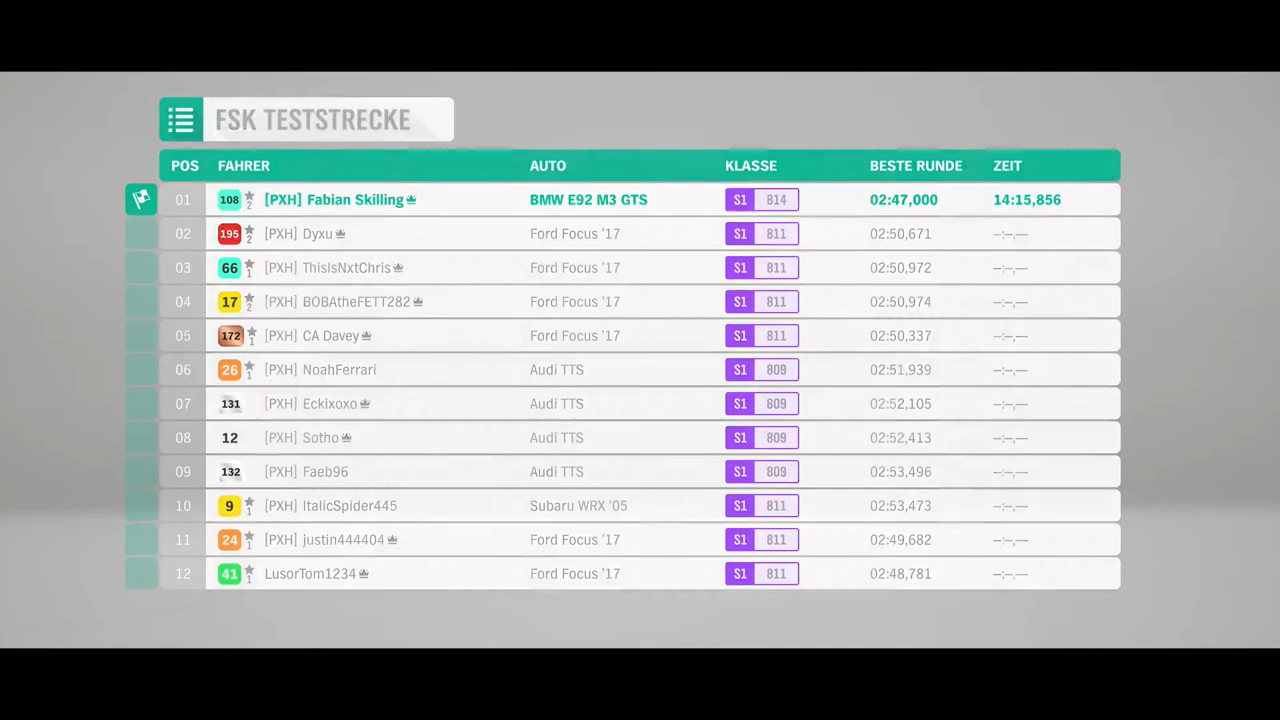 FSK TESTSTRECKE
POS FAHRER AUTO KLASSE BESTE RUNDE ZEIT
01 108 2 [PXH] Fabian Skilling BMW E92 M3 GTS S1 814 02:47,000 14:15,856
02 195 2 [PXH] Dyxu Ford Focus '17 S1 811 02:50,671 --:--,---
03 66 1 [PXH] ThisIsNxtChris Ford Focus '17 S1 811 02:50,972 --:--,---
04 17 2 [PXH] BOBAtheFETT282 Ford Focus '17 S1 811 02:50,974 --:--,---
05 172 1 [PXH] CA Davey Ford Focus '17 S1 811 02:50,337 --:--,---
06 26 1 [PXH] NoahFerrari Audi TTS S1 809 02:51,939 --:--,---
07 131 [PXH] Eckixoxo Audi TTS S1 809 02:52,105 --:--,---
08 12 [PXH] Sotho Audi TTS S1 809 02:52,413 --:--,---
09 132 [PXH] Faeb96 Audi TTS S1 809 02:53,496 --:--,---
10 9 1 [PXH] ItalicSpider445 Subaru WRX '05 S1 811 02:53,473 --:--,---
11 24 1 [PXH] justin444404 Ford Focus '17 S1 811 02:49,682 --:--,---
12 41 1 LusorTom1234 Ford Focus '17 S1 811 02:48,781 --:--,---